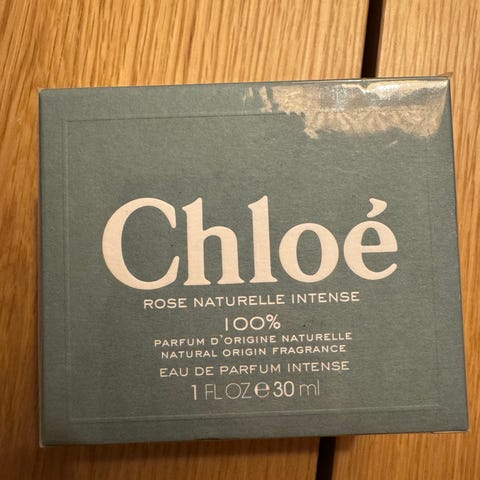 Chloé
ROSE NATURELLE INTENSE
100%
PARFUM D'ORIGINE NATURELLE
NATURAL ORIGIN FRAGRANCE
EAU DE PARFUM INTENSE
1 FL OZ ℮ 30 ml